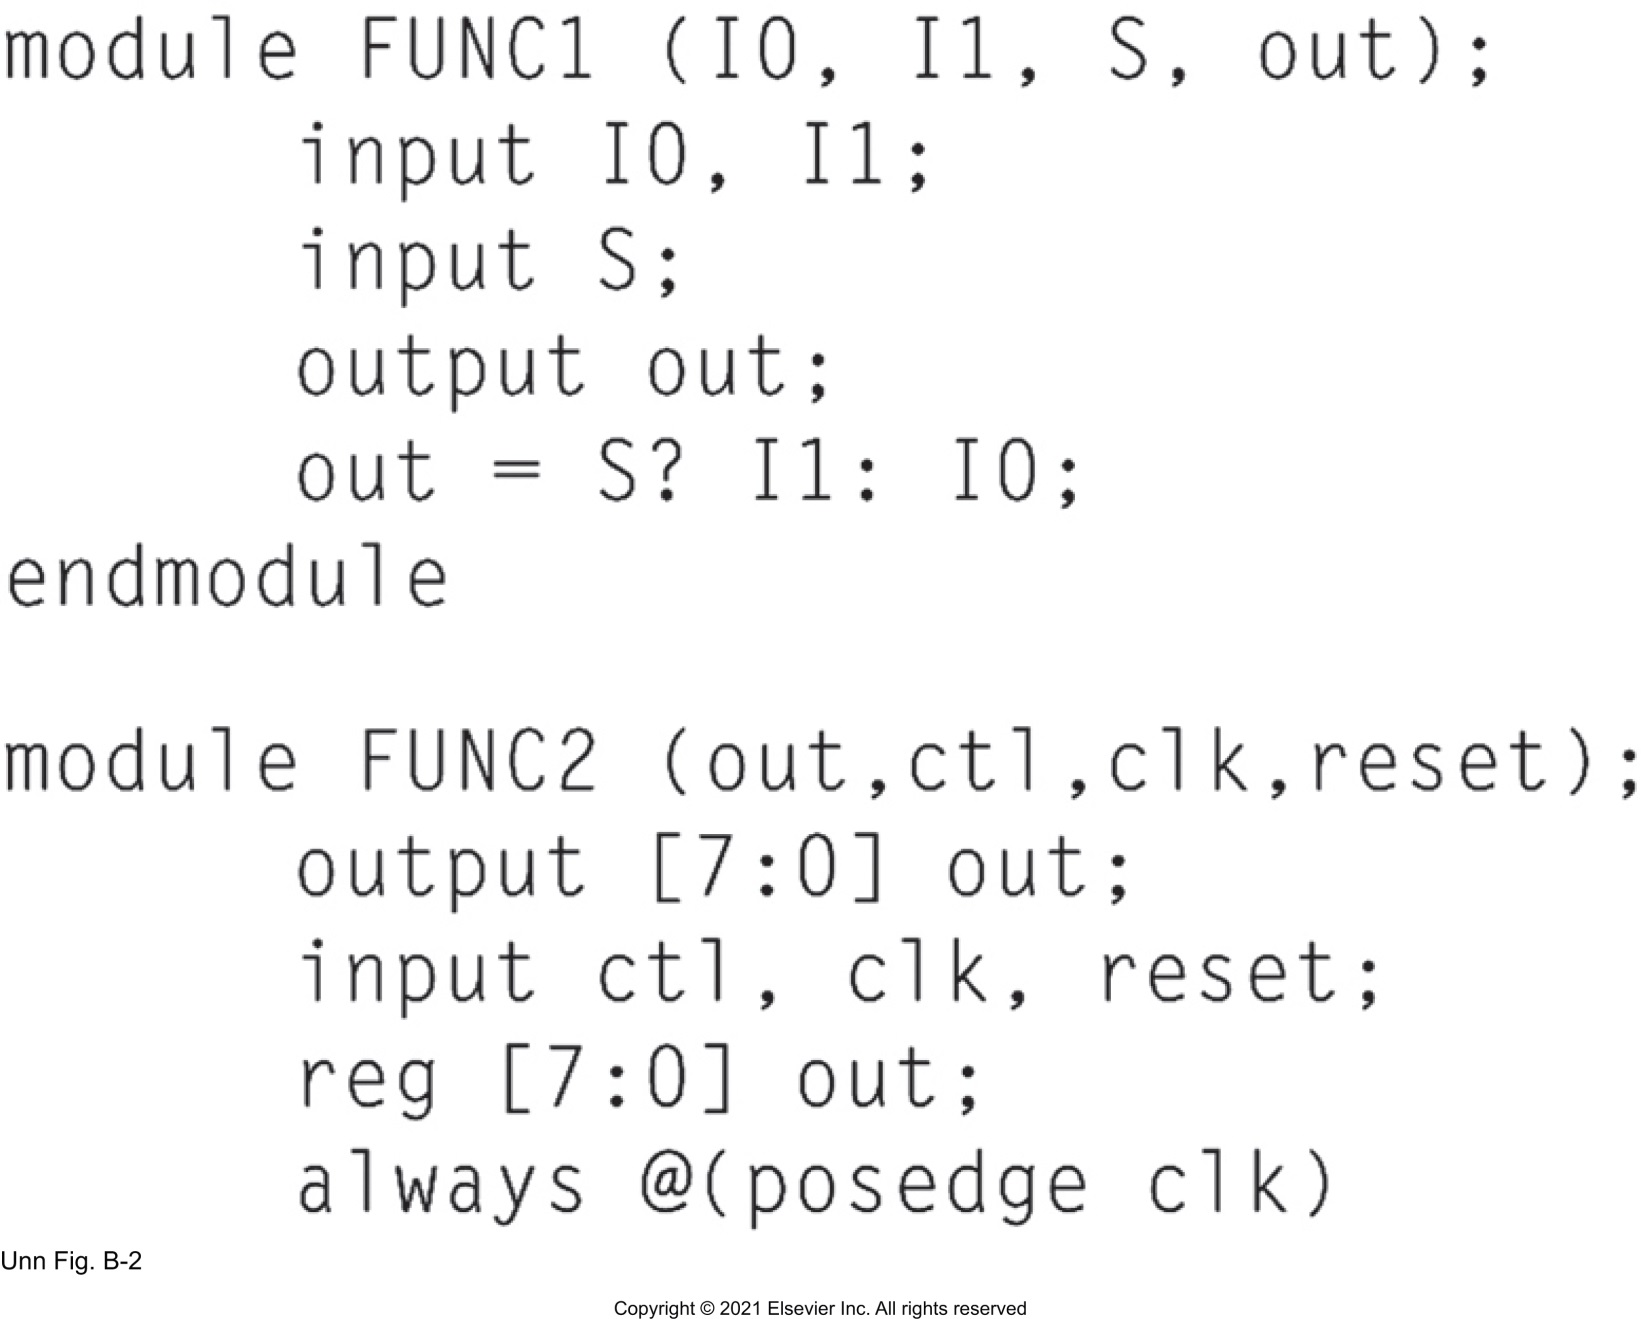 module FUNC1 (I0, I1, S, out);
input I0, I1;
input S;
output out;
out = S? I1: I0;
endmodule
module FUNC2 (out,ctl,clk,reset);
output [7:0] out;
input ctl, clk, reset;
reg [7:0] out;
always @(posedge clk)
Unn Fig. B-2
Copyright © 2021 Elsevier Inc. All rights reserved